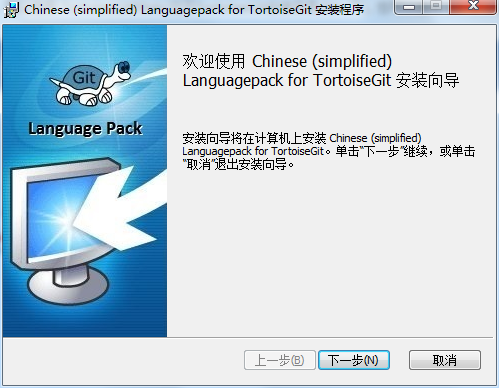 Chinese (simplified) Languagepack for TortoiseGit 安装程序
Git
Language Pack
欢迎使用 Chinese (simplified)
Languagepack for TortoiseGit 安装向导
安装向导将在计算机上安装 Chinese (simplified)
Languagepack for TortoiseGit。单击“下一步”继续，或单击
“取消”退出安装向导。
上一步(B)
下一步(N)
取消